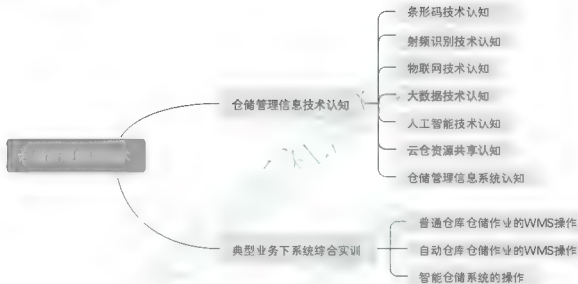 条形码技术认知
射频识别技术认知
物联网技术认知
仓储管理信息技术认知
大数据技术认知
人工智能技术认知
云仓资源共享认知
仓储管理信息系统认知
普通仓库仓储作业的WMS操作
典型业务下系统综合实训
自动仓库仓储作业的WMS操作
智能仓储系统的操作